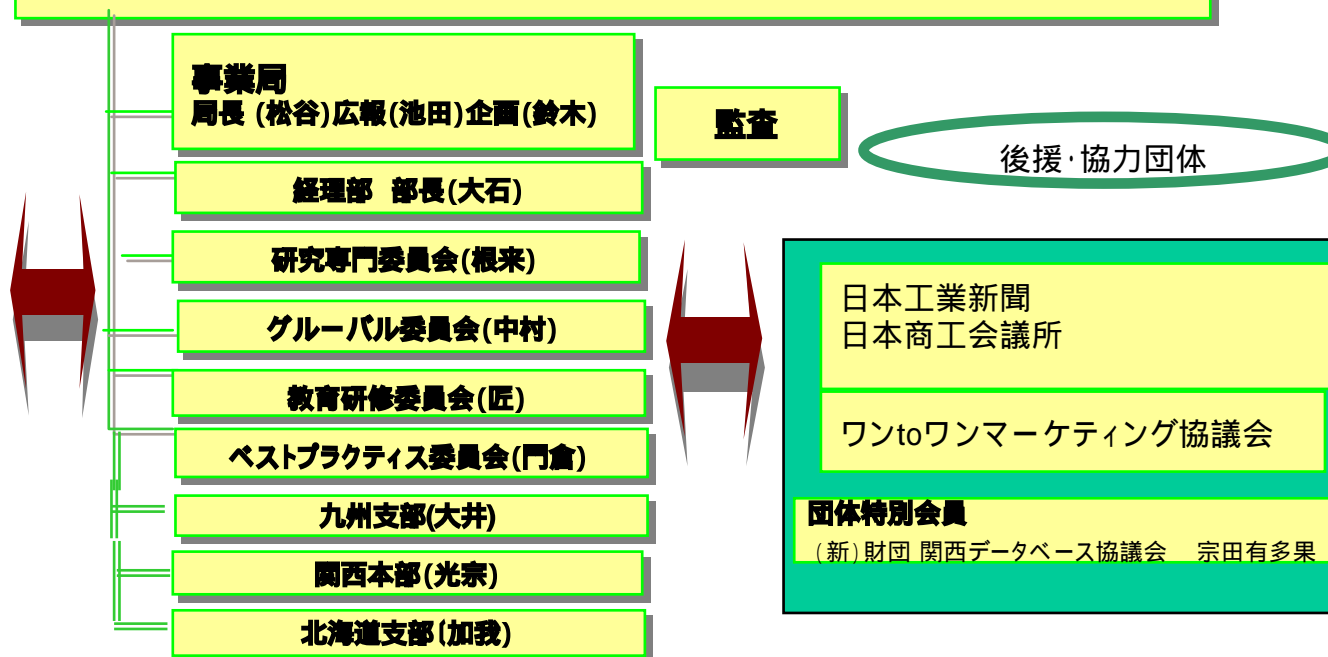 事業局
局長 (松谷)広報(池田)企画(鈴木)
監査
後援・協力団体
経理部 部長(大石)
研究専門委員会(根来)
グルーバル委員会(中村)
教育研修委員会(匠)
ベストプラクティス委員会(門倉)
九州支部(大井)
関西本部(光宗)
北海道支部(加我)
日本工業新聞
日本商工会議所
ワンtoワンマーケティング協議会
団体特別会員
(新)財団 関西データベース協議会 宗田有多果